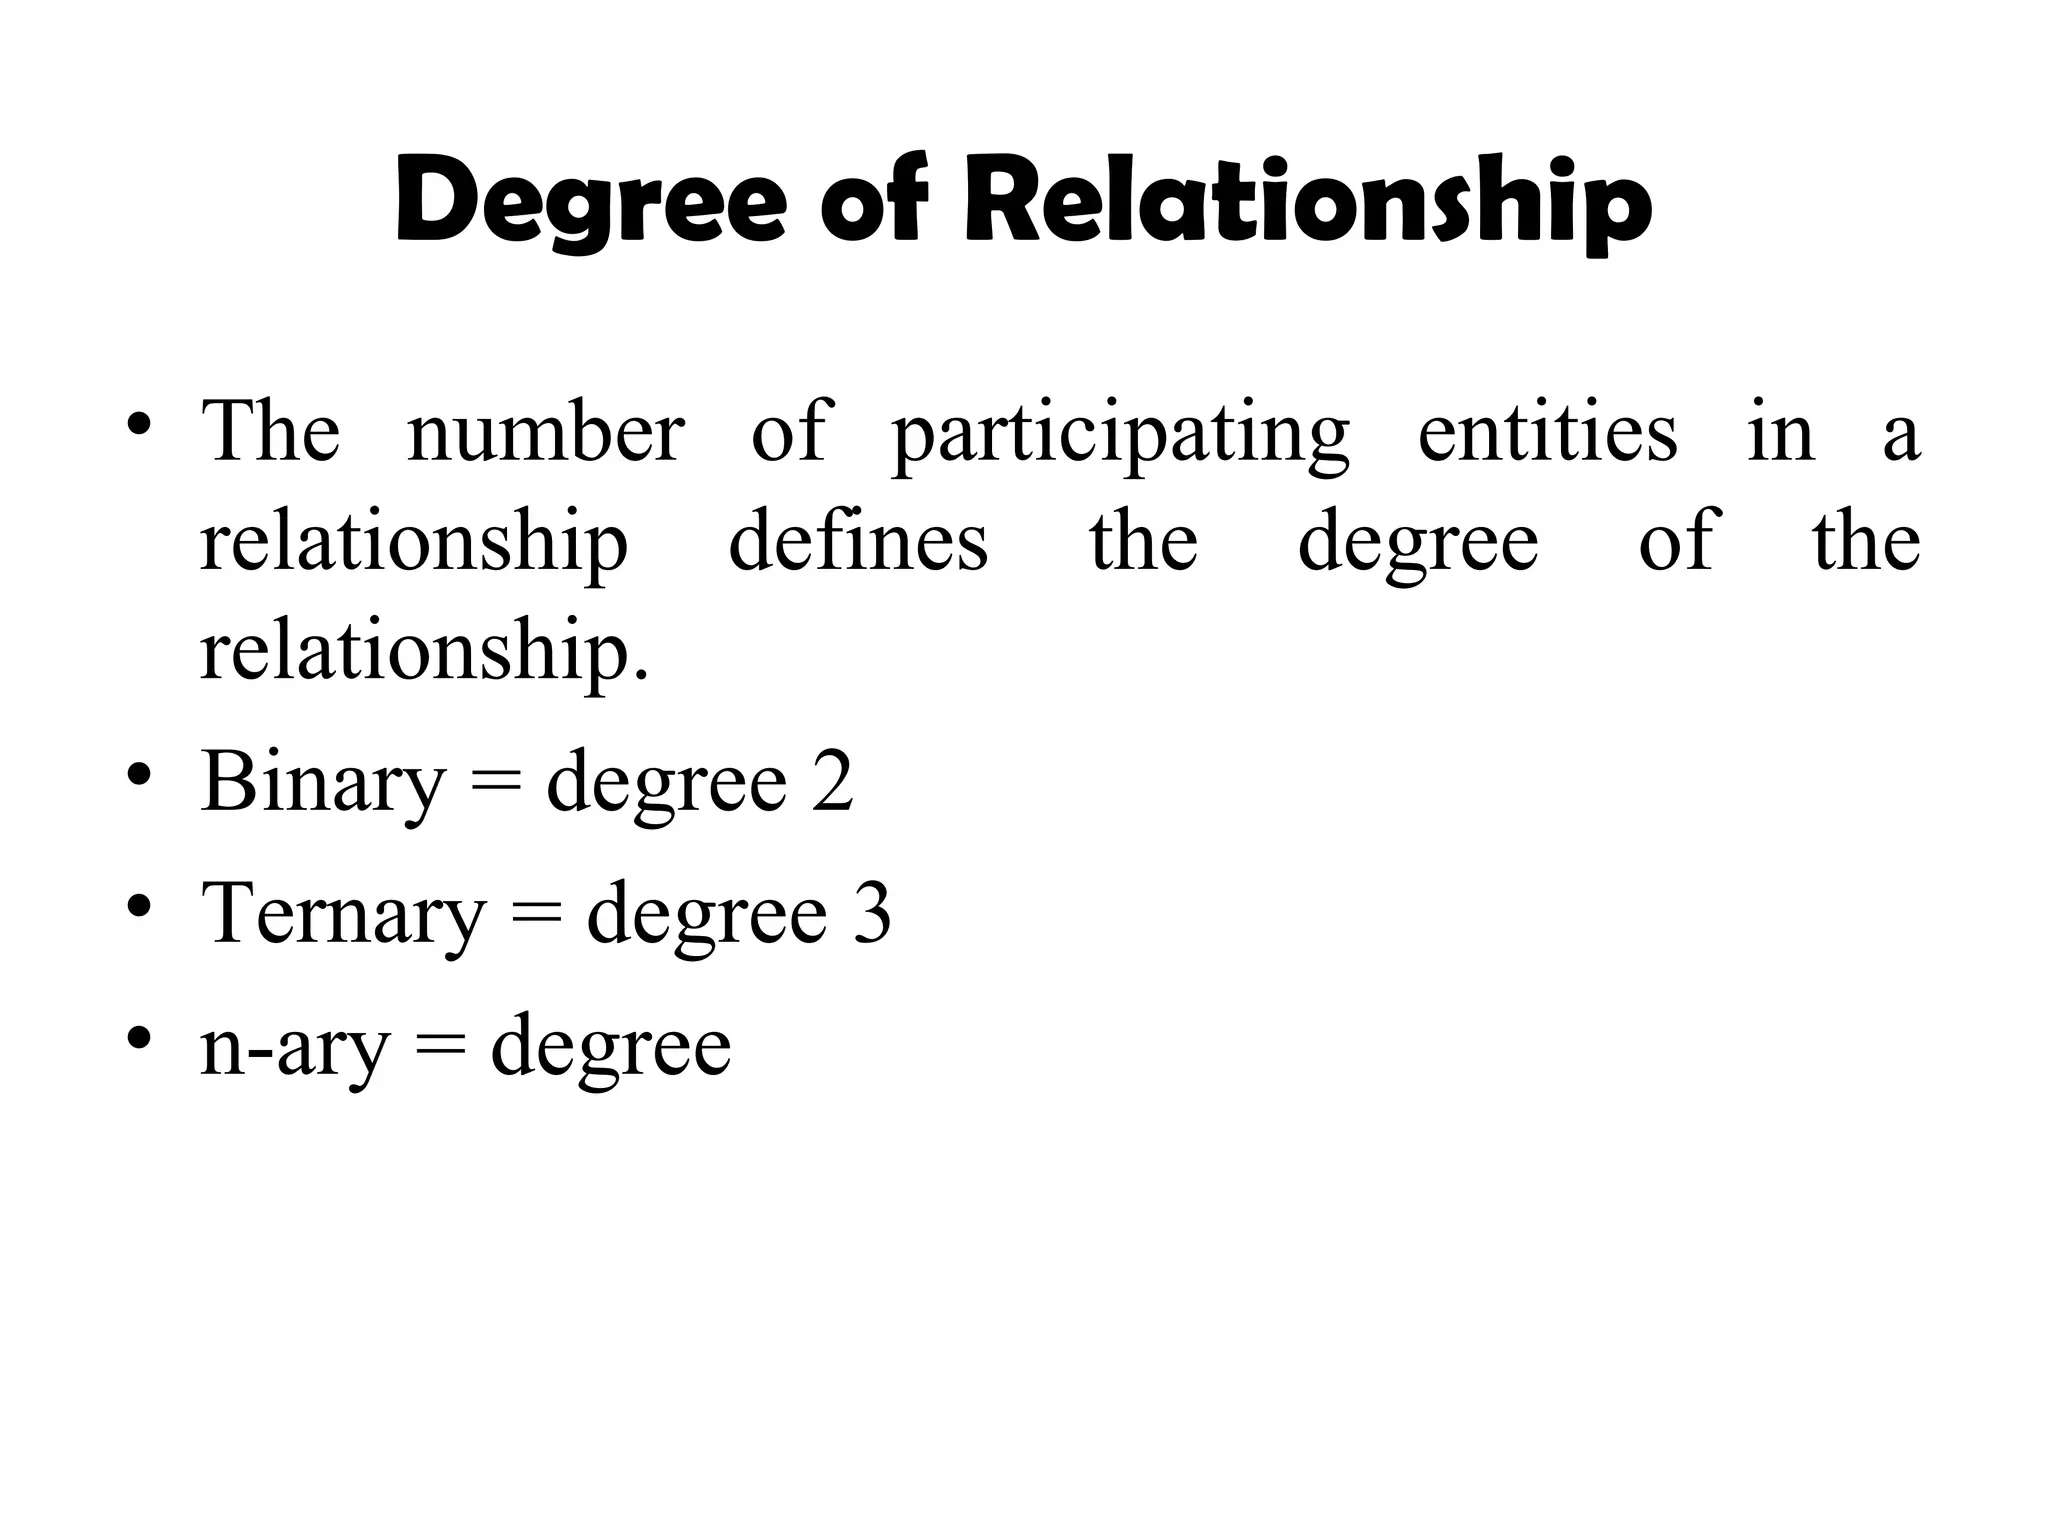 Degree of Relationship
• The number of participating entities in a
relationship defines the degree of the
relationship.
• Binary = degree 2
• Ternary = degree 3
• n-ary = degree